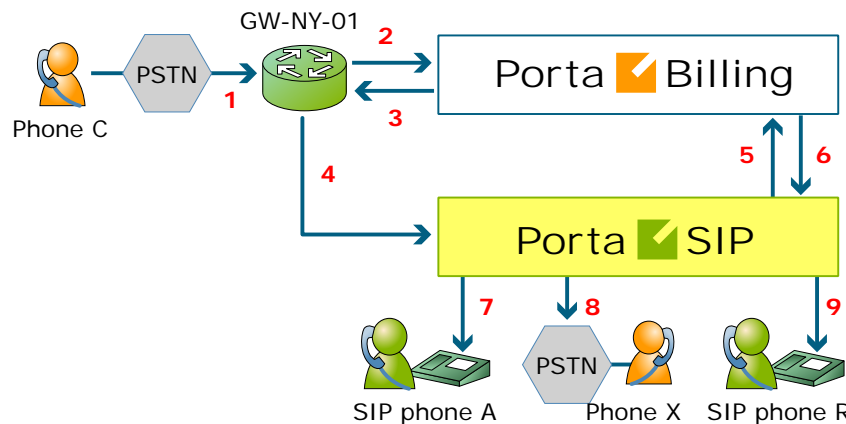 GW-NY-01
2
Porta Billing
PSTN
1
3
Phone C
4
5
6
Porta SIP
7
8
9
PSTN
SIP phone A
Phone X
SIP phone R